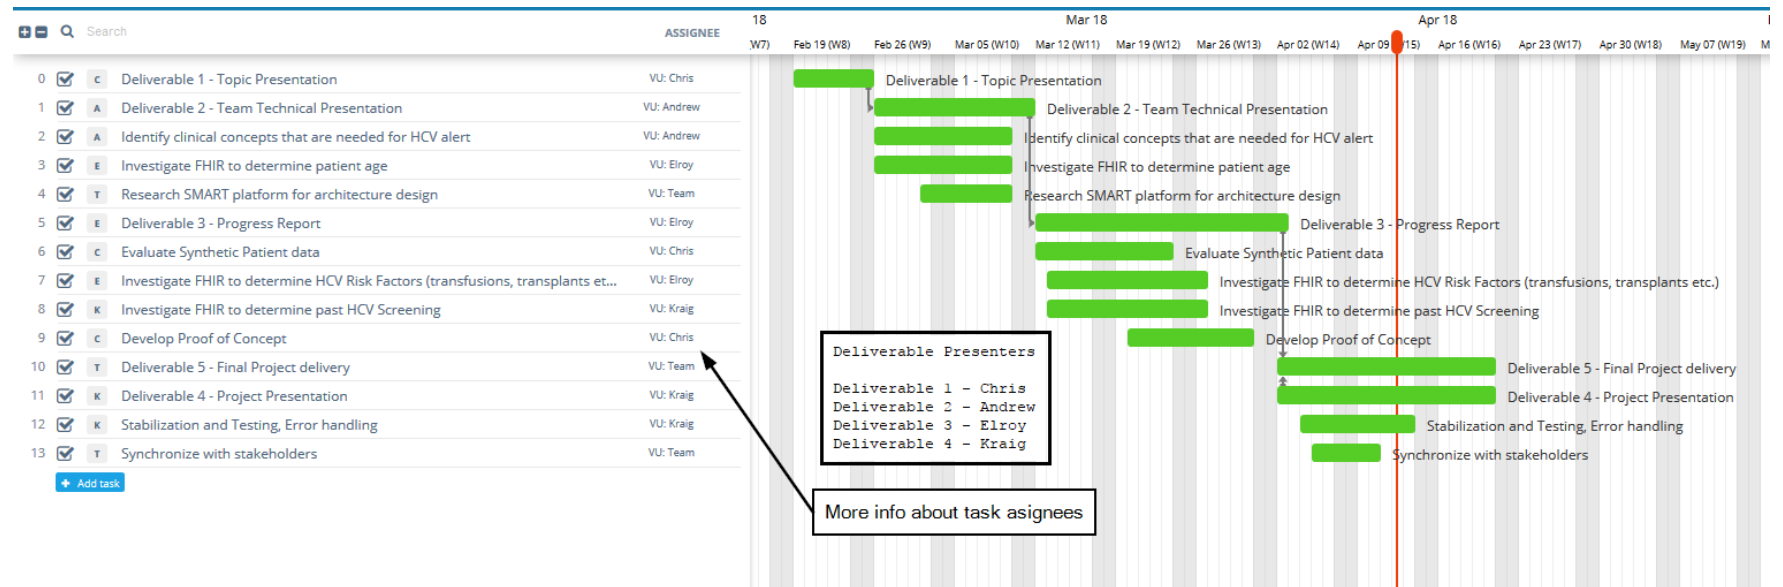 18 Mar 18 Apr 18
Search ASSIGNEE
W7) Feb 19 (W8) Feb 26 (W9) Mar 05 (W10) Mar 12 (W11) Mar 19 (W12) Mar 26 (W13) Apr 02 (W14) Apr 09 W15) Apr 16 (W16) Apr 23 (W17) Apr 30 (W18) May 07 (W19) M
0 C Deliverable 1 - Topic Presentation VU: Chris Deliverable 1 - Topic Presentation
1 A Deliverable 2 - Team Technical Presentation VU: Andrew Deliverable 2 - Team Technical Presentation
2 A Identify clinical concepts that are needed for HCV alert VU: Andrew Identify clinical concepts that are needed for HCV alert
3 E Investigate FHIR to determine patient age VU: Elroy Investigate FHIR to determine patient age
4 T Research SMART platform for architecture design VU: Team Research SMART platform for architecture design
5 E Deliverable 3 - Progress Report VU: Elroy Deliverable 3 - Progress Report
6 C Evaluate Synthetic Patient data VU: Chris Evaluate Synthetic Patient data
7 E Investigate FHIR to determine HCV Risk Factors (transfusions, transplants et... VU: Elroy Investigate FHIR to determine HCV Risk Factors (transfusions, transplants etc.)
8 K Investigate FHIR to determine past HCV Screening VU: Kraig Investigate FHIR to determine past HCV Screening
9 C Develop Proof of Concept VU: Chris Develop Proof of Concept
10 T Deliverable 5 - Final Project delivery VU: Team Deliverable 5 - Final Project delivery
11 K Deliverable 4 - Project Presentation VU: Kraig Deliverable 4 - Project Presentation
12 K Stabilization and Testing, Error handling VU: Kraig Stabilization and Testing, Error handling
13 T Synchronize with stakeholders VU: Team Synchronize with stakeholders
Add task
Deliverable Presenters
Deliverable 1 - Chris
Deliverable 2 - Andrew
Deliverable 3 - Elroy
Deliverable 4 - Kraig
More info about task asignees